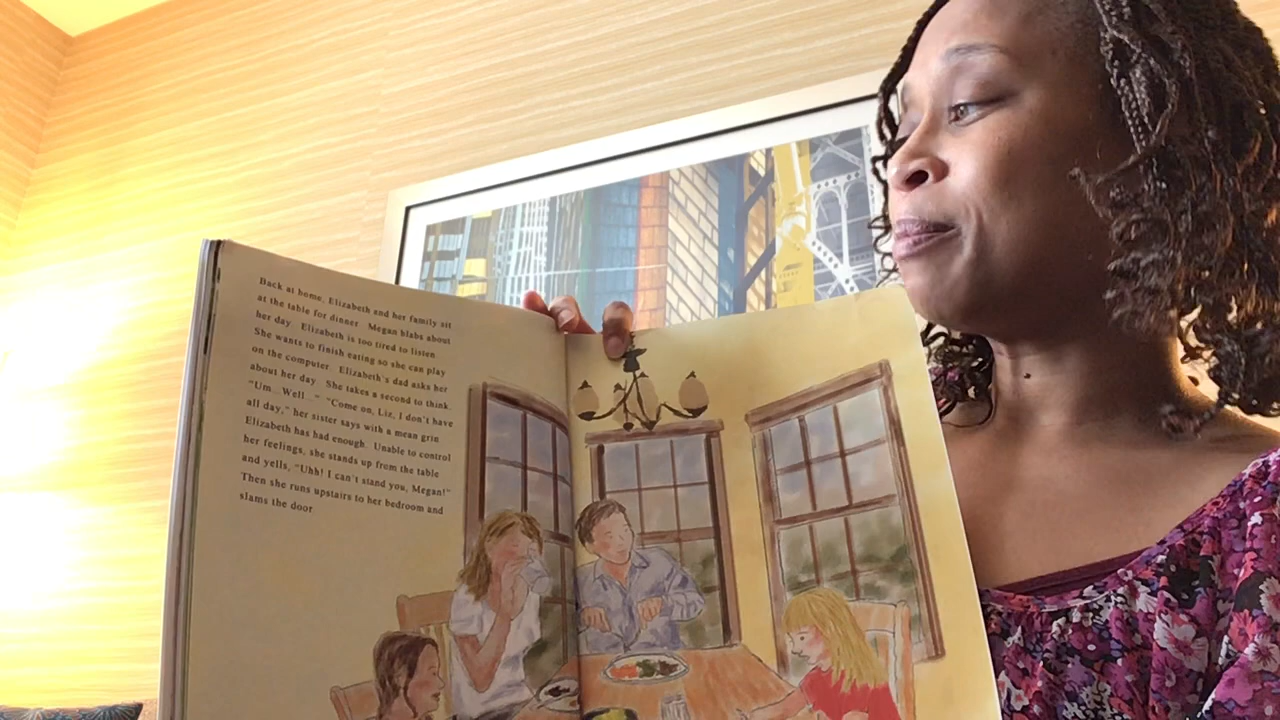 Back at home, Elizabeth and her family sit
at the table for dinner. Megan blabs about
her day. Elizabeth is too tired to listen.
She wants to finish eating so she can play
on the computer. Elizabeth's dad asks her
about her day. She takes a second to think.
"Um...Well..." "Come on, Liz, I don't have
all day," her sister says with a mean grin.
Elizabeth has had enough. Unable to control
her feelings, she stands up from the table
and yells, "Uhh! I can't stand you, Megan!"
Then she runs upstairs to her bedroom and
slams the door.